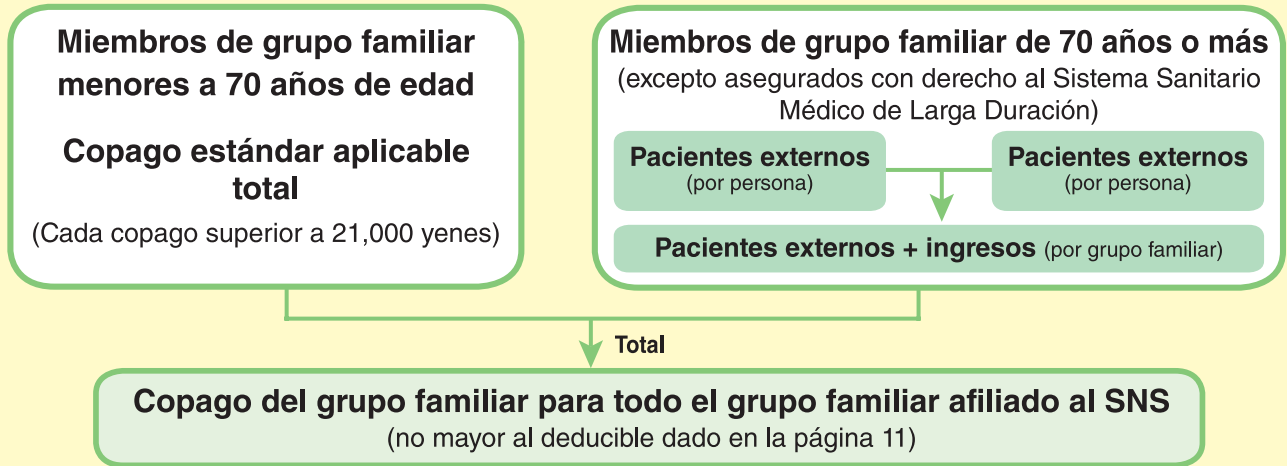 Miembros de grupo familiar
menores a 70 años de edad
Copago estándar aplicable
total
(Cada copago superior a 21,000 yenes)
Miembros de grupo familiar de 70 años o más
(excepto asegurados con derecho al Sistema Sanitario
Médico de Larga Duración)
Pacientes externos
(por persona)
Pacientes externos
(por persona)
Pacientes externos + ingresos (por grupo familiar)
Total
Copago del grupo familiar para todo el grupo familiar afiliado al SNS
(no mayor al deducible dado en la página 11)